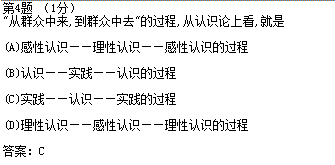 第4题 （1分）
“从群众中来,到群众中去”的过程,从认识论上看,就是
(A)感性认识——理性认识——感性认识的过程
(B)认识——实践——认识的过程
(C)实践——认识——实践的过程
(D)理性认识——感性认识——理性认识的过程
答案：C